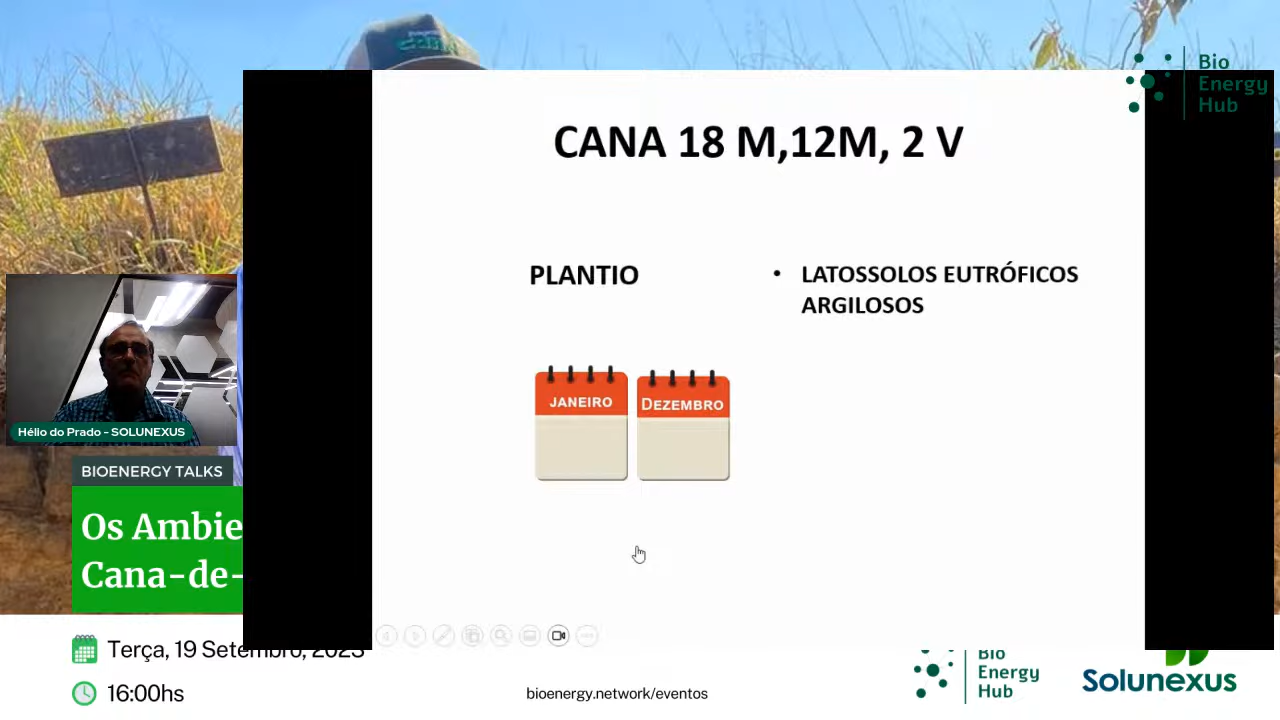 Bio
Energy
Hub
CANA 18 M,12M, 2 V
PLANTIO
• LATOSSOLOS EUTRÓFICOS
ARGILOSOS
JANEIRO
DEZEMBRO
Hélio do Prado - SOLUNEXUS
BIOENERGY TALKS
Os Ambie
Cana-de-
Terça, 19 Setembro, 2023
16:00hs
bioenergy.network/eventos
Bio
Energy
Hub
Solunexus